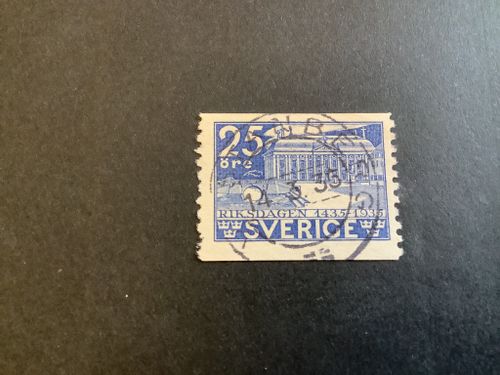 25
öre
14. 3. 35
RIKSDAGEN 1435-1935
SVERIGE